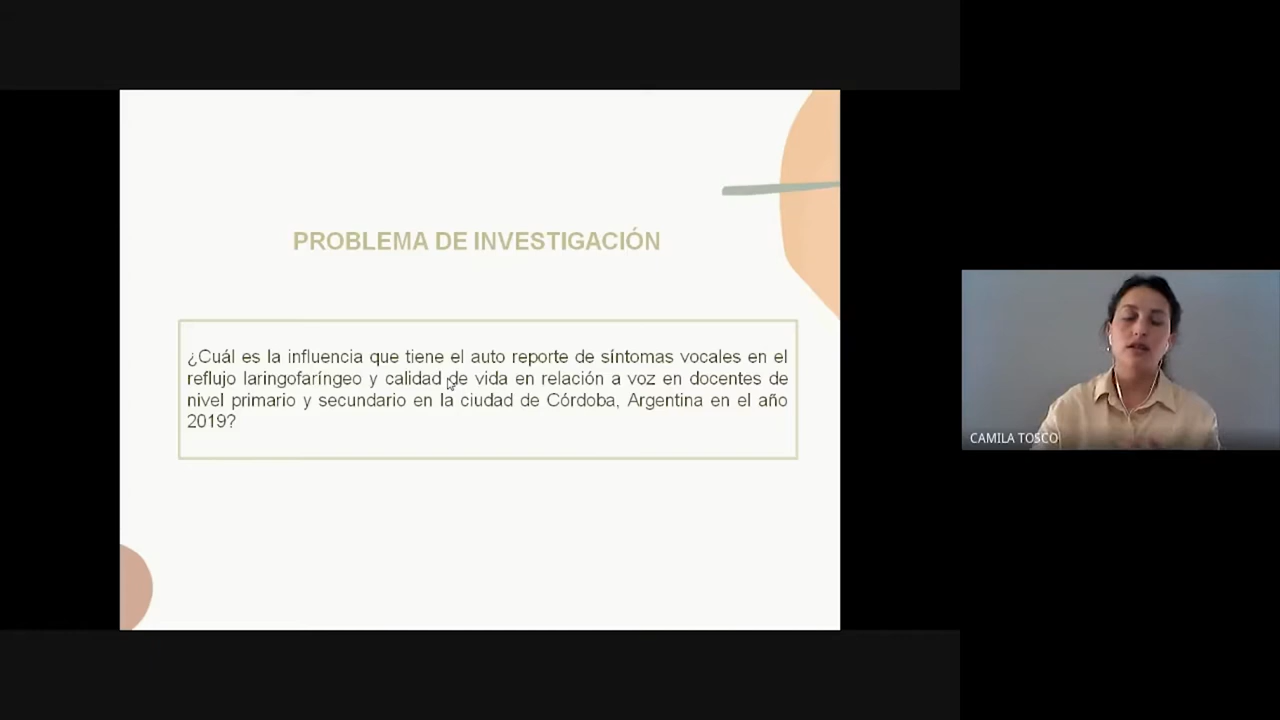 PROBLEMA DE INVESTIGACIÓN
¿Cuál es la influencia que tiene el auto reporte de síntomas vocales en el
reflujo laringofaríngeo y calidad de vida en relación a voz en docentes de
nivel primario y secundario en la ciudad de Córdoba, Argentina en el año
2019?
CAMILA TOSCO